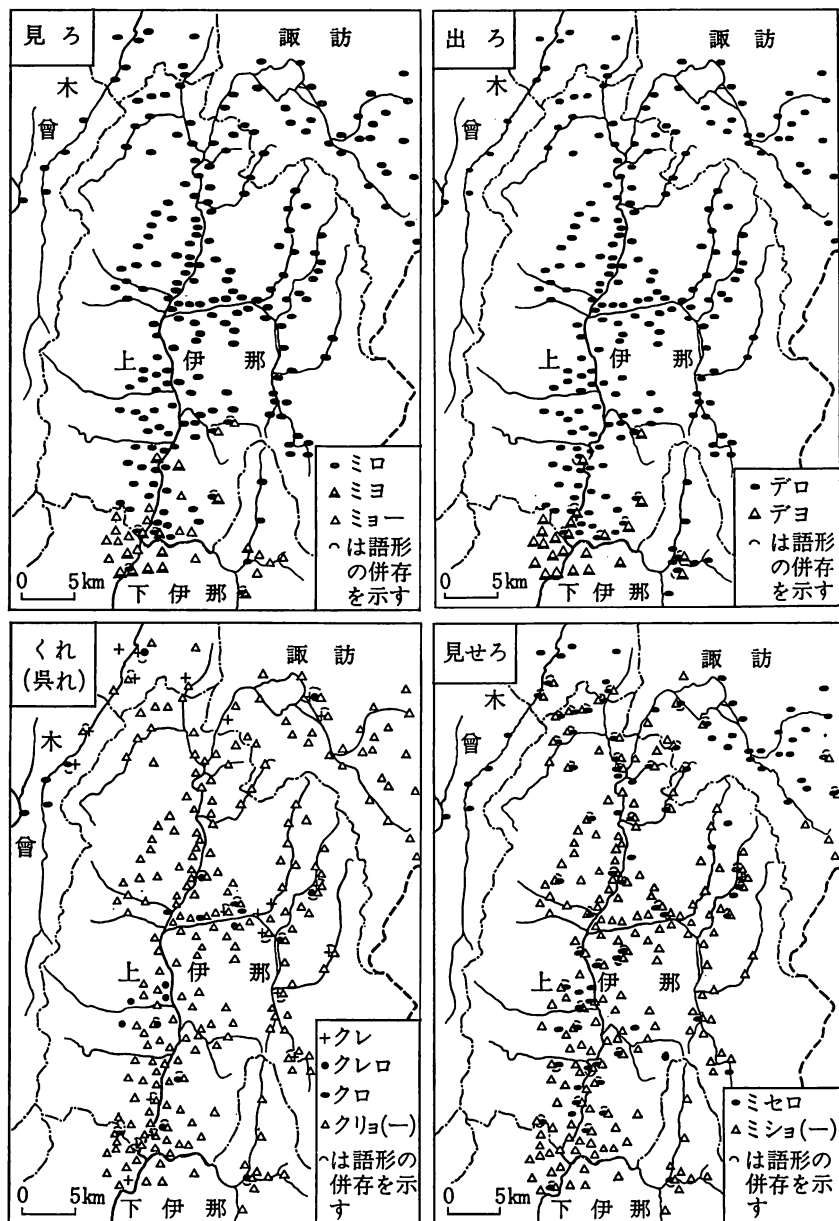 見ろ
諏訪
木
曾
上伊那
ミロ
ミヨ
ミョー
⌒は語形
の併存
を示す
0 5km
下伊那
出ろ
諏訪
木
曾
上伊那
デロ
デヨ
⌒は語形
の併存
を示す
0 5km
下伊那
くれ
(呉れ)
諏訪
木
曾
上伊那
クレ
クレロ
クロ
クリョ(ー)
⌒は語形の
併存を示
す
0 5km
下伊那
見せろ
諏訪
木
曾
上伊那
ミセロ
ミショ(ー)
⌒は語形の
併存を示
す
0 5km
下伊那